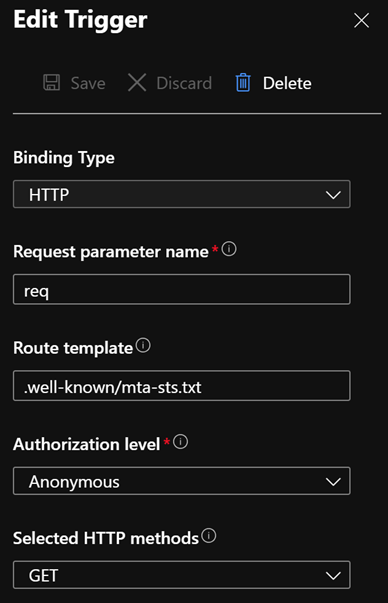 Edit Trigger
Save Discard Delete
Binding Type
HTTP
Request parameter name *
req
Route template
.well-known/mta-sts.txt
Authorization level *
Anonymous
Selected HTTP methods
GET